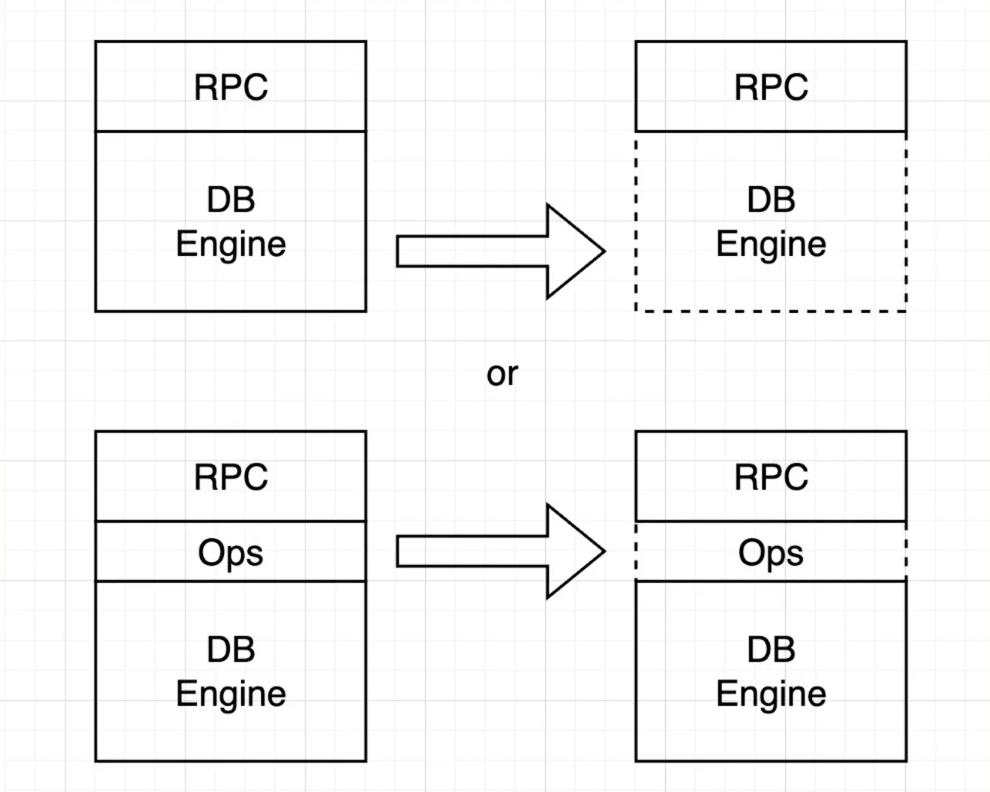 RPC
DB
Engine
RPC
DB
Engine
or
RPC
Ops
DB
Engine
RPC
Ops
DB
Engine